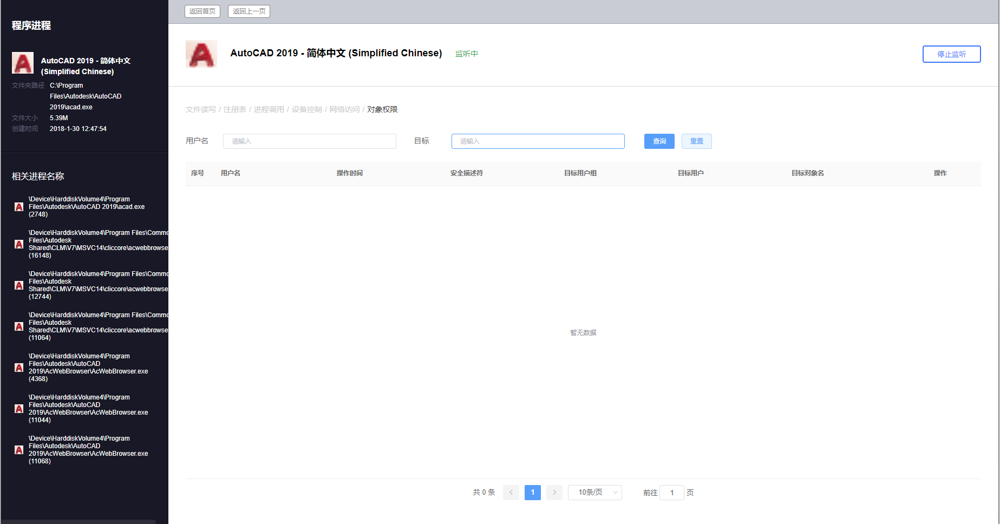 程序进程
AutoCAD 2019 - 简体中文
(Simplified Chinese)
文件夹路径 C:\Program
Files\Autodesk\AutoCAD
2019\acad.exe
文件大小 5.39M
创建时间 2018-1-30 12:47:54
相关进程名称
\Device\HarddiskVolume4\Program
Files\Autodesk\AutoCAD 2019\acad.exe
(2748)
\Device\HarddiskVolume4\Program Files\Commo
Files\Autodesk
Shared\CLM\V7\MSVC14\cliccore\acwebbrowse
(16148)
\Device\HarddiskVolume4\Program Files\Commo
Files\Autodesk
Shared\CLM\V7\MSVC14\cliccore\acwebbrowse
(12744)
\Device\HarddiskVolume4\Program Files\Commo
Files\Autodesk
Shared\CLM\V7\MSVC14\cliccore\acwebbrowse
(11064)
\Device\HarddiskVolume4\Program
Files\Autodesk\AutoCAD
2019\AcWebBrowser\AcWebBrowser.exe
(4368)
\Device\HarddiskVolume4\Program
Files\Autodesk\AutoCAD
2019\AcWebBrowser\AcWebBrowser.exe
(11044)
\Device\HarddiskVolume4\Program
Files\Autodesk\AutoCAD
2019\AcWebBrowser\AcWebBrowser.exe
(11068)
返回首页 返回上一页
AutoCAD 2019 - 简体中文 (Simplified Chinese) 监听中 停止监听
文件读写 / 注册表 / 进程调用 / 设备控制 / 网络访问 / 对象权限
用户名 请输入 目标 请输入 查询 重置
序号 用户名 操作时间 安全描述符 目标用户组 目标用户 目标对象名 操作
暂无数据
共 0 条 1 10条/页 前往 1 页